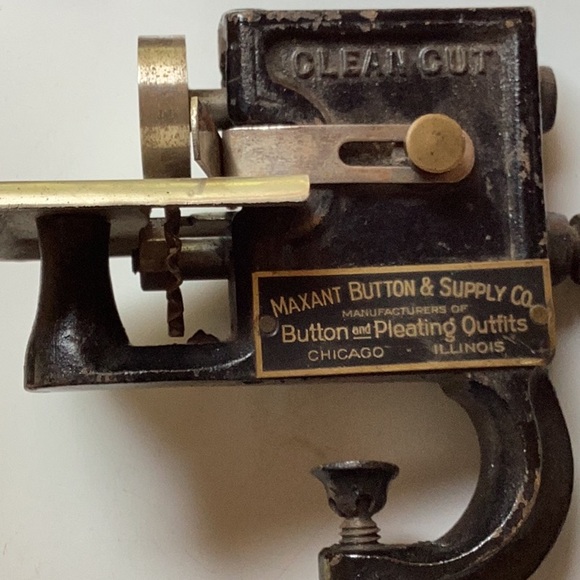 CLEAN CUT
MAXANT BUTTON & SUPPLY CO.
MANUFACTURERS OF
Button and Pleating Outfits
CHICAGO ILLINOIS